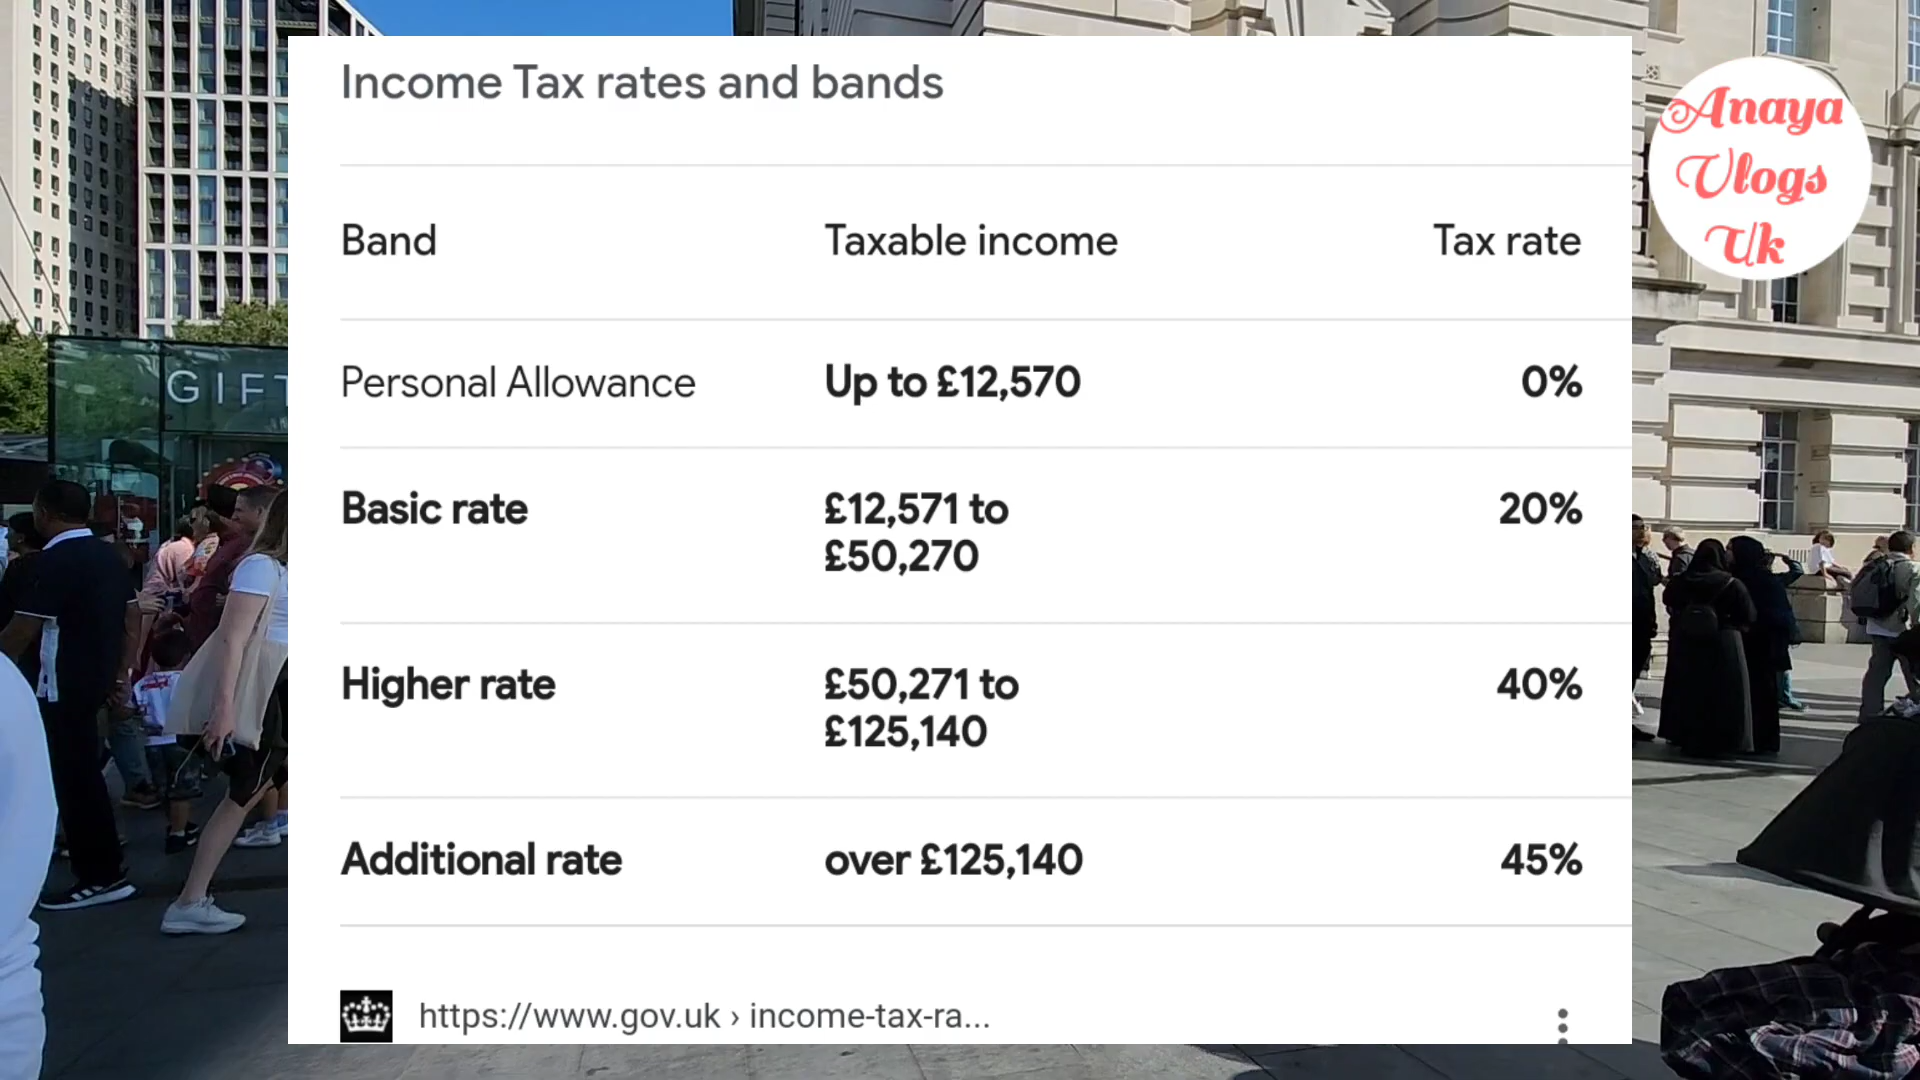 Income Tax rates and bands
Band Taxable income Tax rate
Personal Allowance Up to £12,570 0%
Basic rate £12,571 to 20%
£50,270
Higher rate £50,271 to 40%
£125,140
Additional rate over £125,140 45%
https://www.gov.uk › income-tax-ra...
Anaya
Vlogs
Uk
GIFT